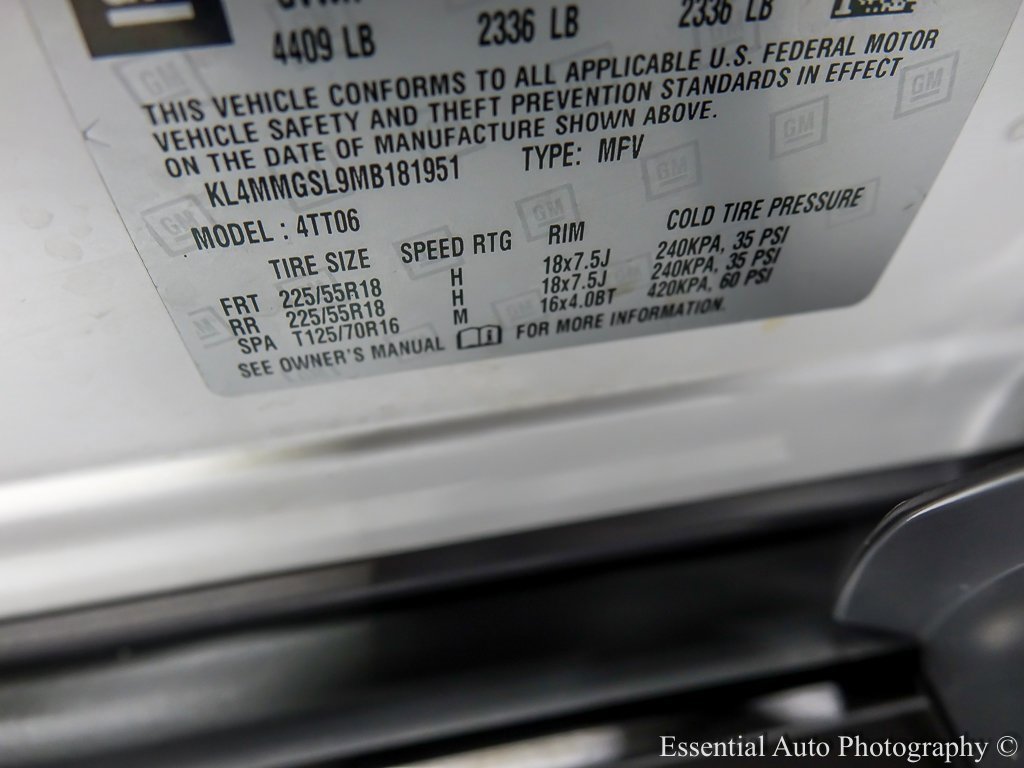 4409 LB 2336 LB 2336 LB
THIS VEHICLE CONFORMS TO ALL APPLICABLE U.S. FEDERAL MOTOR
VEHICLE SAFETY AND THEFT PREVENTION STANDARDS IN EFFECT
ON THE DATE OF MANUFACTURE SHOWN ABOVE.
KL4MMGSL9MB181951 TYPE: MFV
MODEL : 4TT06
TIRE SIZE SPEED RTG RIM COLD TIRE PRESSURE
FRT 225/55R18 H 18x7.5J 240KPA, 35 PSI
RR 225/55R18 H 18x7.5J 240KPA, 35 PSI
SPA T125/70R16 M 16x4.0BT 420KPA, 60 PSI
SEE OWNER'S MANUAL FOR MORE INFORMATION.
Essential Auto Photography ©